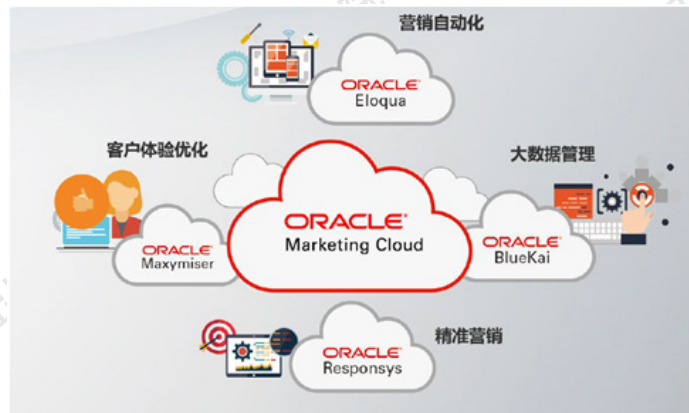 营销自动化
ORACLE
Eloqua
客户体验优化
大数据管理
ORACLE
Marketing Cloud
ORACLE
Maxymiser
ORACLE
BlueKai
精准营销
ORACLE
Responsys